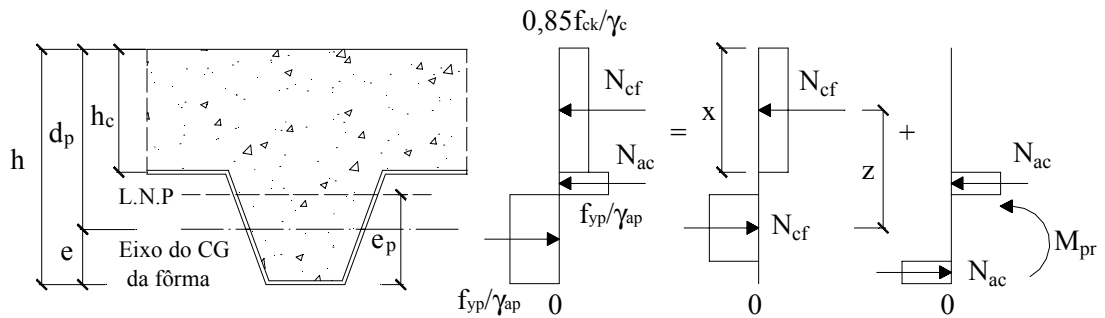 0,85fck/γc
h
dp
e
hc
L.N.P
Eixo do CG
da fôrma
ep
Ncf
Nac
fyp/γap
fyp/γap
0
=
x
Ncf
Ncf
z
0
+
Nac
Mpr
Nac
0